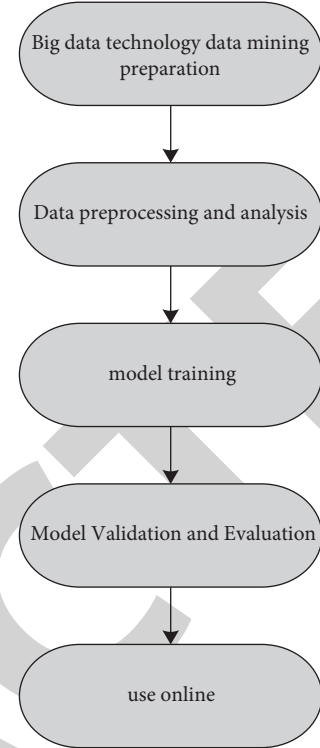 Big data technology data mining
preparation
Data preprocessing and analysis
model training
Model Validation and Evaluation
use online